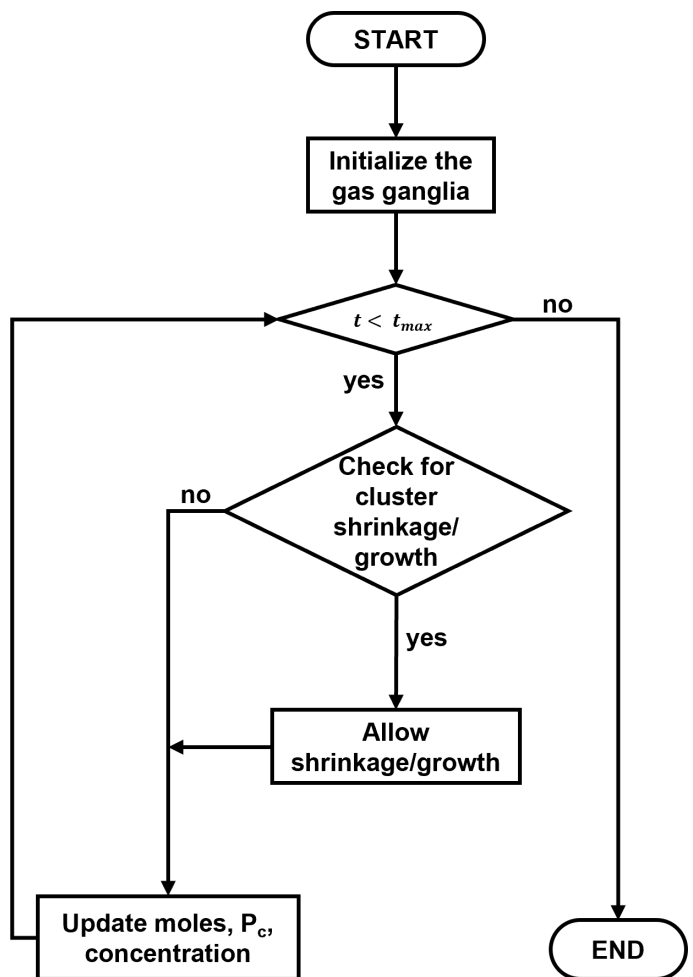 START
Initialize the
gas ganglia
t < t_max
no
yes
Check for
cluster
shrinkage/
growth
no
yes
Allow
shrinkage/growth
Update moles, P_c,
concentration
END